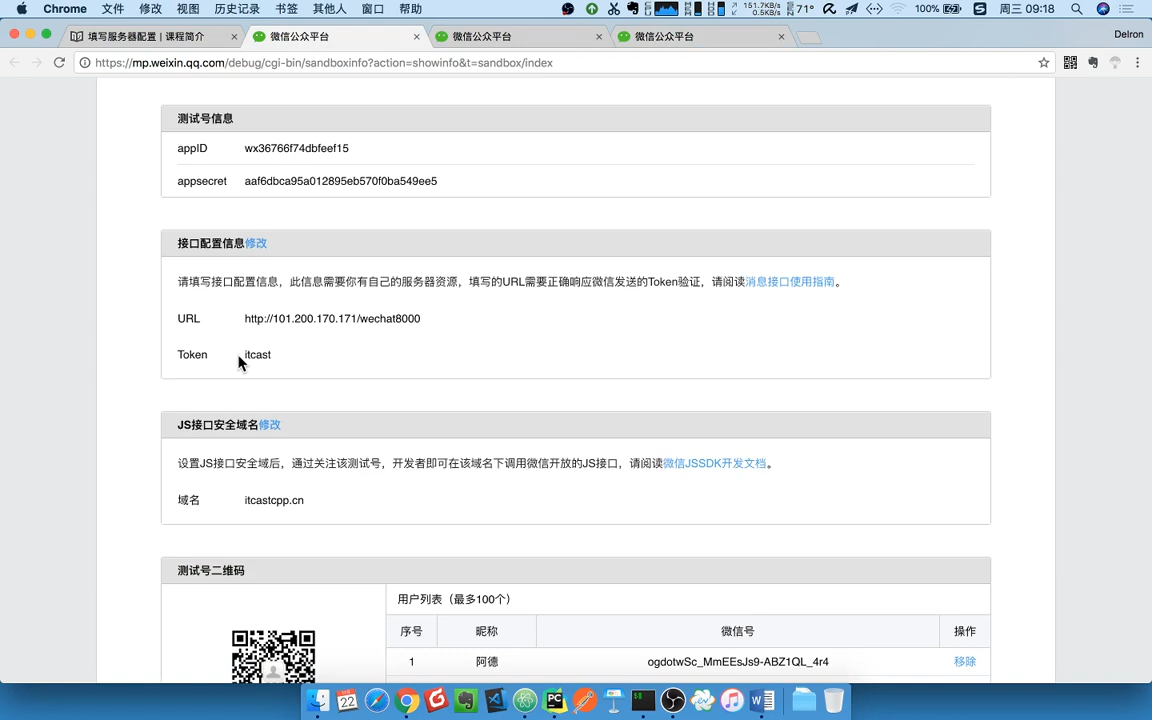 Chrome 文件 修改 视图 历史记录 书签 其他人 窗口 帮助 151.7KB/s 0.5KB/s 71° 100% 周三 09:18
填写服务器配置 | 课程简介 微信公众平台 微信公众平台 微信公众平台 Delron
https://mp.weixin.qq.com/debug/cgi-bin/sandboxinfo?action=showinfo&t=sandbox/index
测试号信息
appID wx36766f74dbfeef15
appsecret aaf6dbca95a012895eb570f0ba549ee5
接口配置信息修改
请填写接口配置信息，此信息需要你有自己的服务器资源，填写的URL需要正确响应微信发送的Token验证，请阅读消息接口使用指南。
URL http://101.200.170.171/wechat8000
Token itcast
JS接口安全域名修改
设置JS接口安全域后，通过关注该测试号，开发者即可在该域名下调用微信开放的JS接口，请阅读微信JSSDK开发文档。
域名 itcastcpp.cn
测试号二维码
用户列表（最多100个）
序号 昵称 微信号 操作
1 阿德 ogdotwSc_MmEEsJs9-ABZ1QL_4r4 移除
22
PC